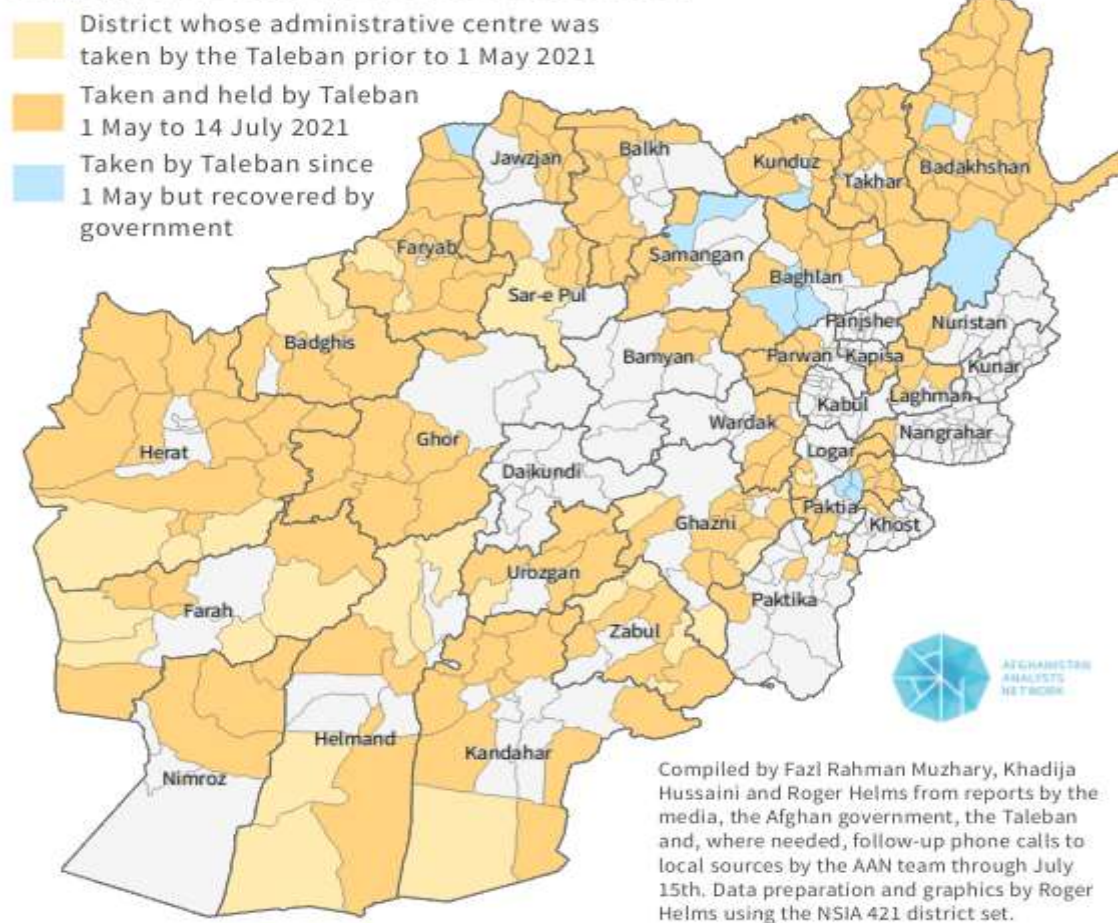 District whose administrative centre was
taken by the Taleban prior to 1 May 2021
Taken and held by Taleban
1 May to 14 July 2021
Taken by Taleban since
1 May but recovered by
government
Jawzjan
Balkh
Kunduz
Takhar
Badakhshan
Faryab
Samangan
Baghlan
Sar-e Pul
Panjsher
Nuristan
Badghis
Bamyan
Parwan
Kapisa
Kunar
Laghman
Kabul
Wardak
Nangrahar
Herat
Ghor
Logar
Daikundi
Paktia
Khost
Ghazni
Urozgan
Paktika
Farah
Zabul
AFGHANISTAN
ANALYSTS
NETWORK
Helmand
Kandahar
Nimroz
Compiled by Fazl Rahman Muzhary, Khadija
Hussaini and Roger Helms from reports by the
media, the Afghan government, the Taleban
and, where needed, follow-up phone calls to
local sources by the AAN team through July
15th. Data preparation and graphics by Roger
Helms using the NSIA 421 district set.